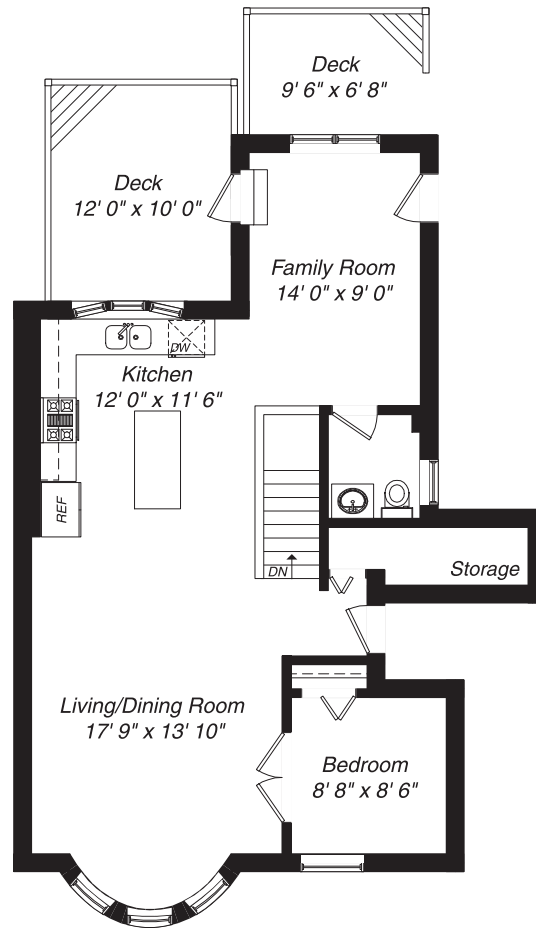 Deck
9' 6" x 6' 8"
Deck
12' 0" x 10' 0"
Family Room
14' 0" x 9' 0"
DW
Kitchen
12' 0" x 11' 6"
REF
DN
Storage
Living/Dining Room
17' 9" x 13' 10"
Bedroom
8' 8" x 8' 6"